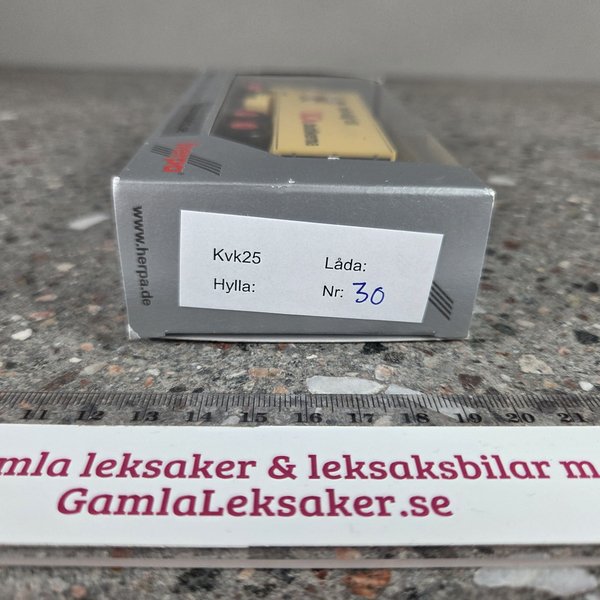 herpa
www.herpa.de
Kvk25
Låda:
Hylla:
Nr: 30
11 12 13 14 15 16 17 18 19 20 21
mla leksaker & leksaksbilar m
GamlaLeksaker.se